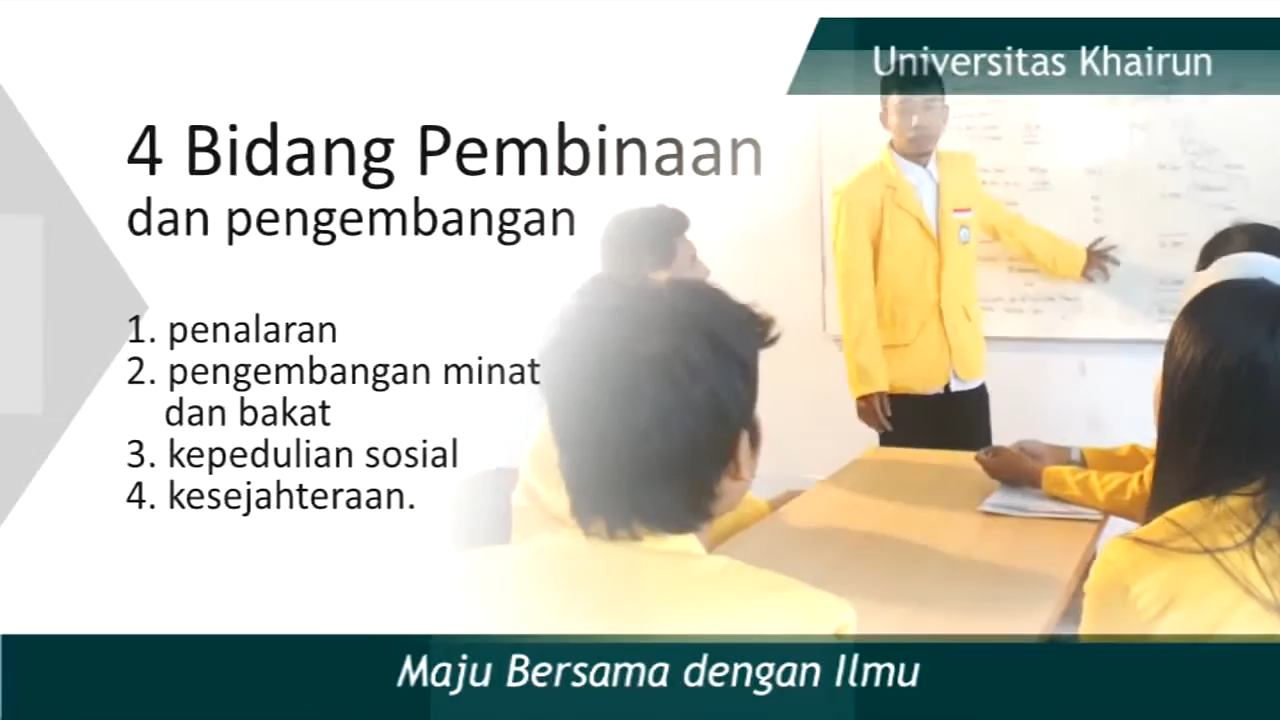 Universitas Khairun
4 Bidang Pembinaan
dan pengembangan
1. penalaran
2. pengembangan minat
dan bakat
3. kepedulian sosial
4. kesejahteraan.
Maju Bersama dengan Ilmu